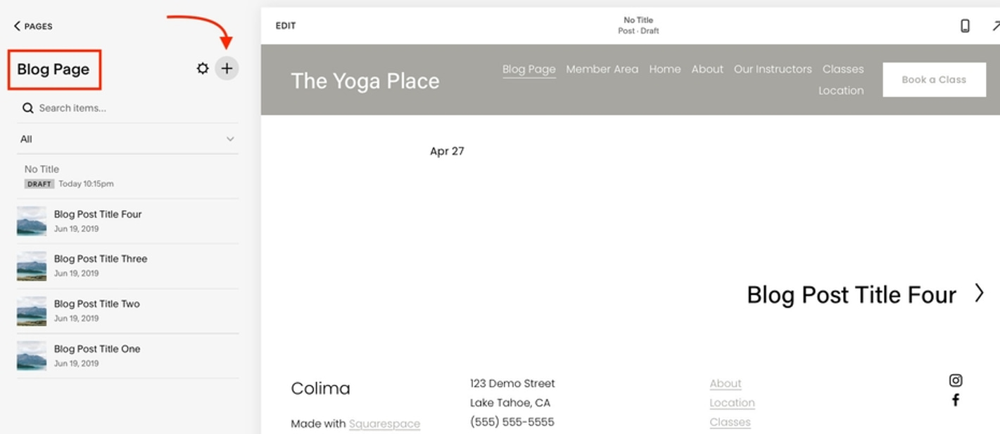 PAGES
Blog Page
Search items...
All
No Title
DRAFT Today 10:15pm
Blog Post Title Four
Jun 19, 2019
Blog Post Title Three
Jun 19, 2019
Blog Post Title Two
Jun 19, 2019
Blog Post Title One
Jun 19, 2019
EDIT
No Title
Post · Draft
The Yoga Place
Blog Page Member Area Home About Our Instructors Classes
Location
Book a Class
Apr 27
Blog Post Title Four
Colima
Made with Squarespace
123 Demo Street
Lake Tahoe, CA
(555) 555-5555
About
Location
Classes